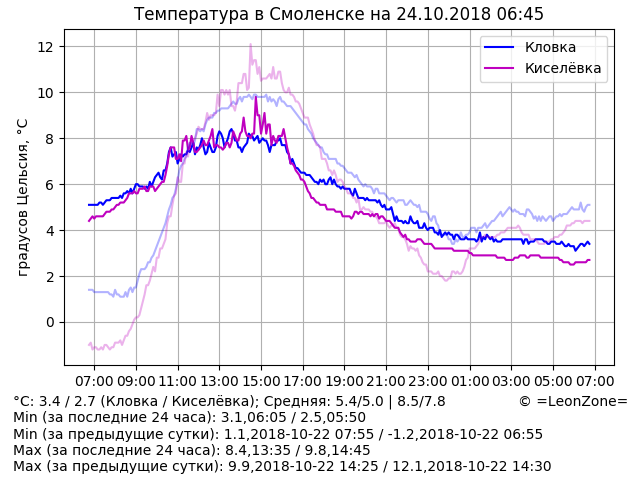 Температура в Смоленске на 24.10.2018 06:45
градусов Цельсия, °C
12
10
8
6
4
2
0
Кловка
Киселёвка
07:00 09:00 11:00 13:00 15:00 17:00 19:00 21:00 23:00 01:00 03:00 05:00 07:00
°C: 3.4 / 2.7 (Кловка / Киселёвка); Средняя: 5.4/5.0 | 8.5/7.8 © =LeonZone=
Min (за последние 24 часа): 3.1,06:05 / 2.5,05:50
Min (за предыдущие сутки): 1.1,2018-10-22 07:55 / -1.2,2018-10-22 06:55
Max (за последние 24 часа): 8.4,13:35 / 9.8,14:45
Max (за предыдущие сутки): 9.9,2018-10-22 14:25 / 12.1,2018-10-22 14:30